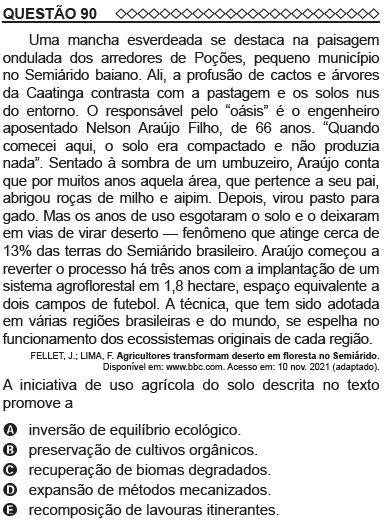 QUESTÃO 90
Uma mancha esverdeada se destaca na paisagem
ondulada dos arredores de Poções, pequeno município
no Semiárido baiano. Ali, a profusão de cactos e árvores
da Caatinga contrasta com a pastagem e os solos nus
do entorno. O responsável pelo “oásis” é o engenheiro
aposentado Nelson Araújo Filho, de 66 anos. “Quando
comecei aqui, o solo era compactado e não produzia
nada”. Sentado à sombra de um umbuzeiro, Araújo conta
que por muitos anos aquela área, que pertence a seu pai,
abrigou roças de milho e aipim. Depois, virou pasto para
gado. Mas os anos de uso esgotaram o solo e o deixaram
em vias de virar deserto — fenômeno que atinge cerca de
13% das terras do Semiárido brasileiro. Araújo começou a
reverter o processo há três anos com a implantação de um
sistema agroflorestal em 1,8 hectare, espaço equivalente a
dois campos de futebol. A técnica, que tem sido adotada
em várias regiões brasileiras e do mundo, se espelha no
funcionamento dos ecossistemas originais de cada região.
FELLET, J.; LIMA, F. Agricultores transformam deserto em floresta no Semiárido.
Disponível em: www.bbc.com. Acesso em: 10 nov. 2021 (adaptado).
A iniciativa de uso agrícola do solo descrita no texto
promove a
A inversão de equilíbrio ecológico.
B preservação de cultivos orgânicos.
C recuperação de biomas degradados.
D expansão de métodos mecanizados.
E recomposição de lavouras itinerantes.